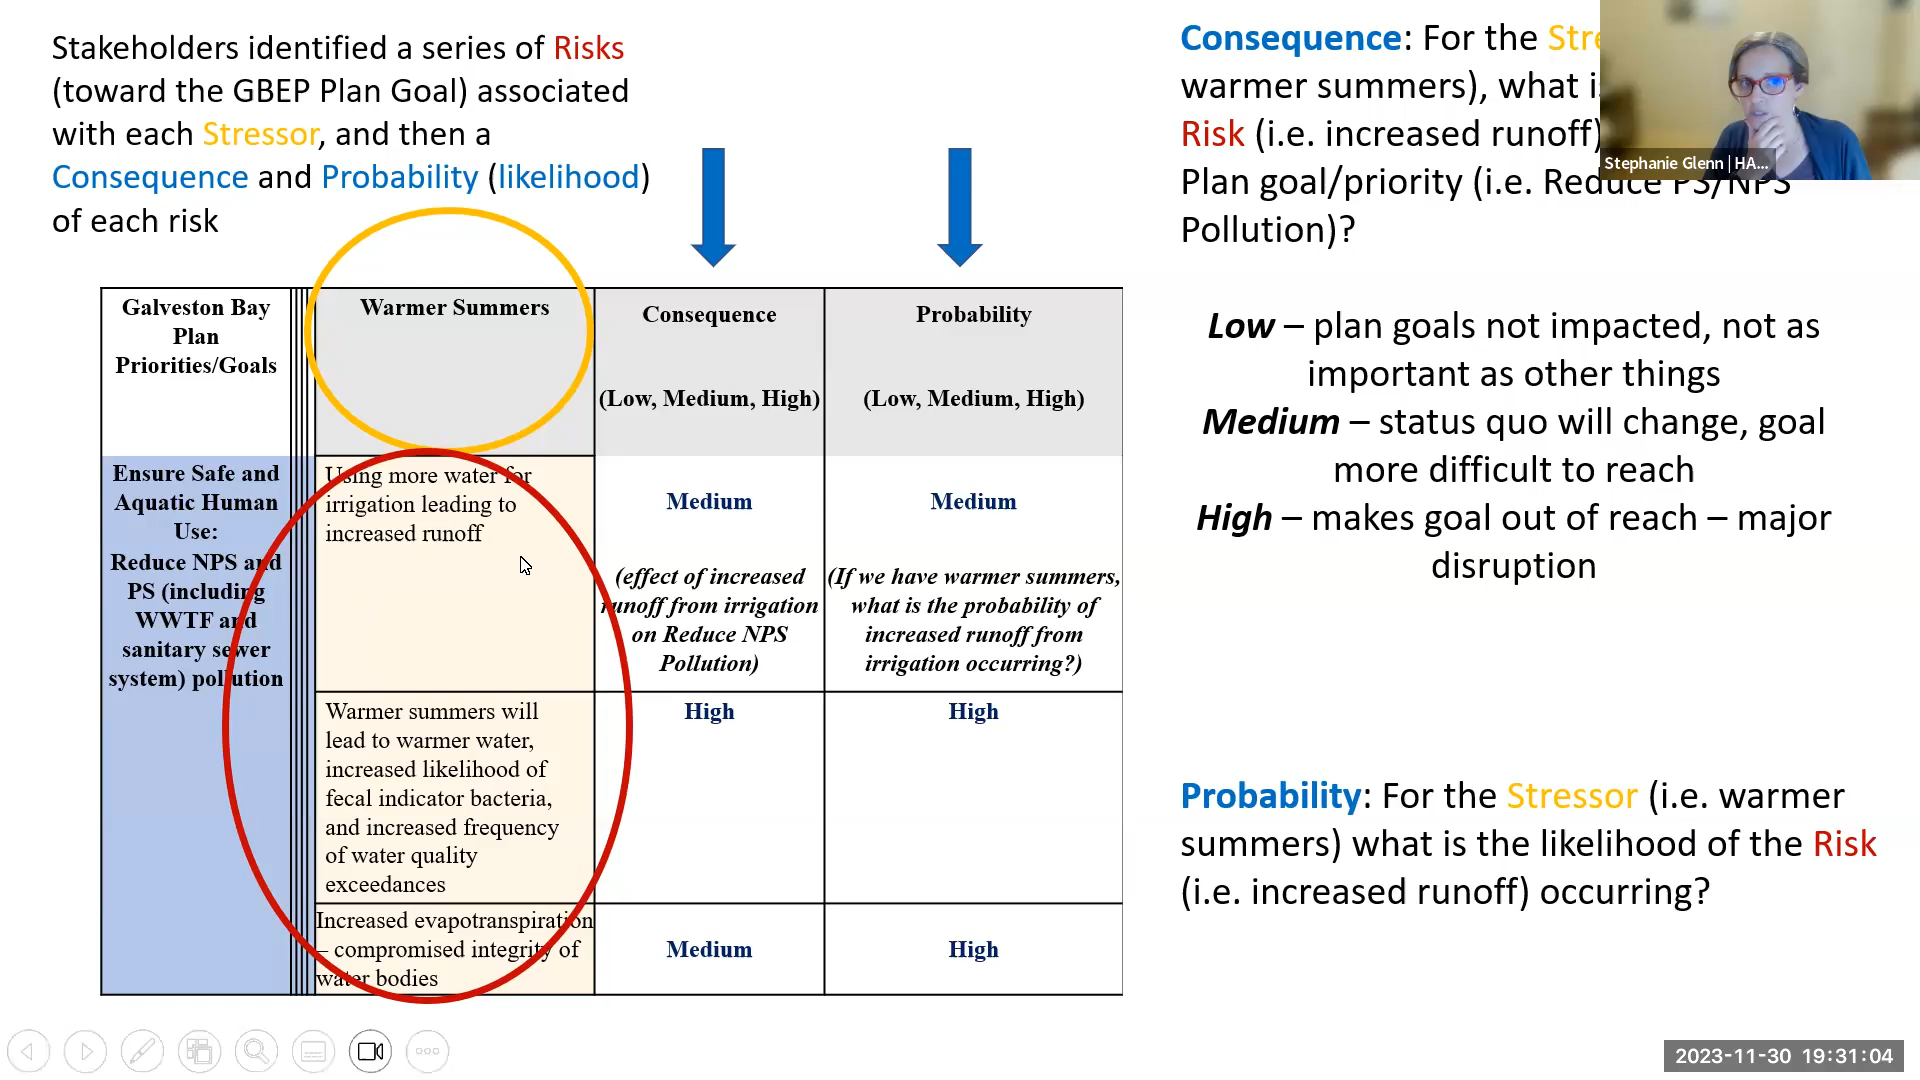 Stakeholders identified a series of Risks
(toward the GBEP Plan Goal) associated
with each Stressor, and then a
Consequence and Probability (likelihood)
of each risk
Galveston Bay
Plan
Priorities/Goals
Warmer Summers
Consequence
(Low, Medium, High)
Probability
(Low, Medium, High)
Ensure Safe and
Aquatic Human
Use:
Reduce NPS and
PS (including
WWTF and
sanitary sewer
system) pollution
Using more water for
irrigation leading to
increased runoff
Medium
(effect of increased
runoff from irrigation
on Reduce NPS
Pollution)
Medium
(If we have warmer summers,
what is the probability of
increased runoff from
irrigation occurring?)
Warmer summers will
lead to warmer water,
increased likelihood of
fecal indicator bacteria,
and increased frequency
of water quality
exceedances
High
High
Increased evapotranspiration
– compromised integrity of
water bodies
Medium
High
Consequence: For the
warmer summers), what
Risk (i.e. increased runoff)
Plan goal/priority (i.e. Reduce PS/NPS
Pollution)?
Low – plan goals not impacted, not as
important as other things
Medium – status quo will change, goal
more difficult to reach
High – makes goal out of reach – major
disruption
Probability: For the Stressor (i.e. warmer
summers) what is the likelihood of the Risk
(i.e. increased runoff) occurring?
Stephanie Glenn | HA...
2023-11-30 19:31:04